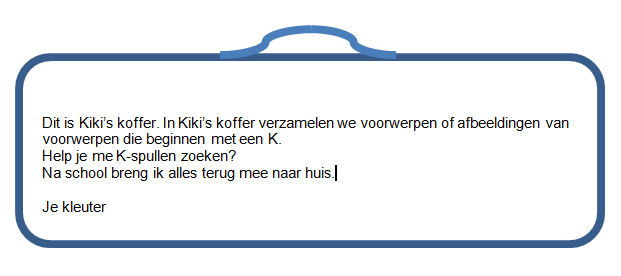 Dit is Kiki's koffer. In Kiki's koffer verzamelen we voorwerpen of afbeeldingen van
voorwerpen die beginnen met een K.
Help je me K-spullen zoeken?
Na school breng ik alles terug mee naar huis.
Je kleuter